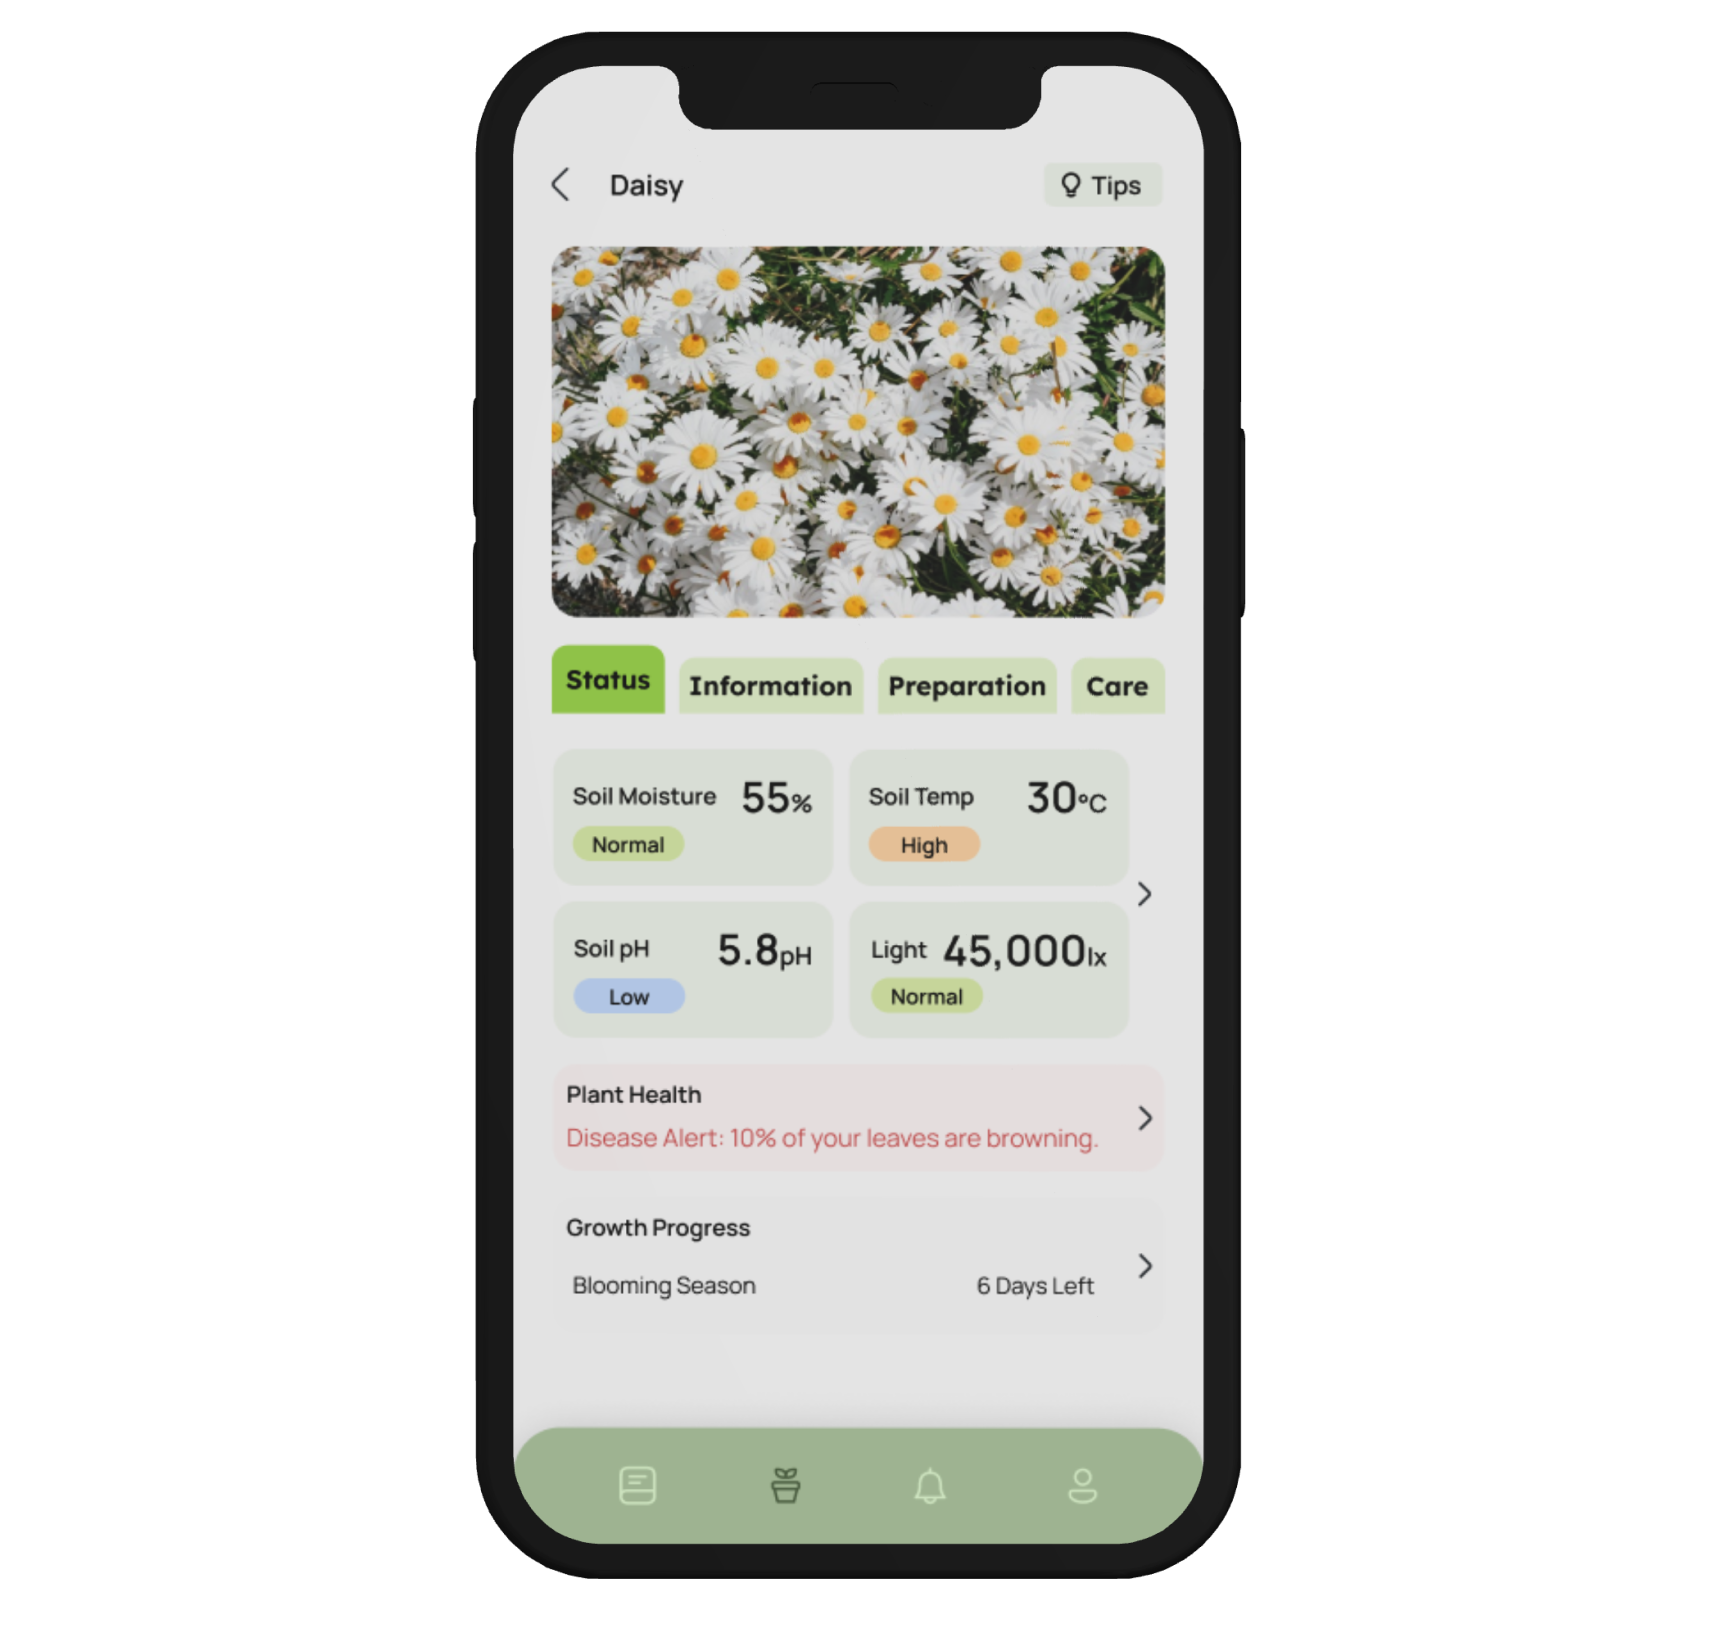 Daisy
Tips
Status
Information
Preparation
Care
Soil Moisture 55%
Normal
Soil Temp 30°C
High
Soil pH 5.8pH
Low
Light 45,000lx
Normal
Plant Health
Disease Alert: 10% of your leaves are browning.
Growth Progress
Blooming Season 6 Days Left